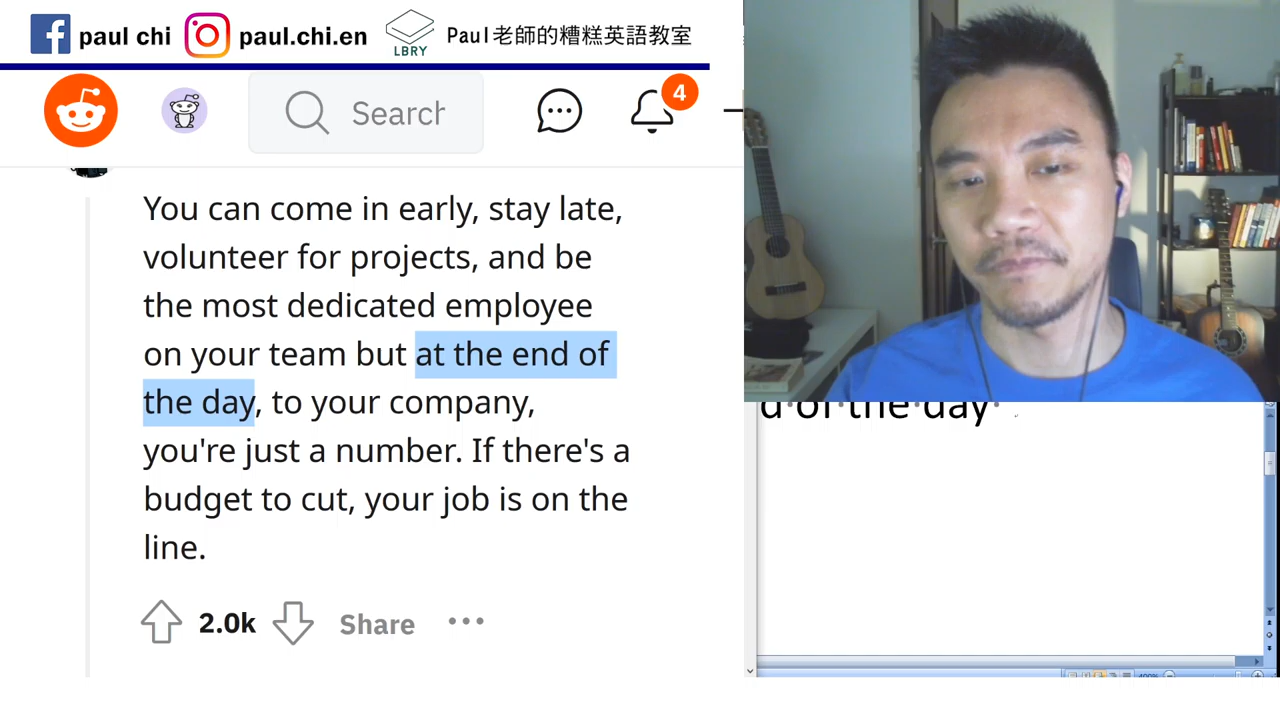 paul chi
paul.chi.en
LBRY
Paul老師的糟糕英語教室
Search
4
You can come in early, stay late,
volunteer for projects, and be
the most dedicated employee
on your team but at the end of
the day, to your company,
you're just a number. If there's a
budget to cut, your job is on the
line.
2.0k
Share
d of the day